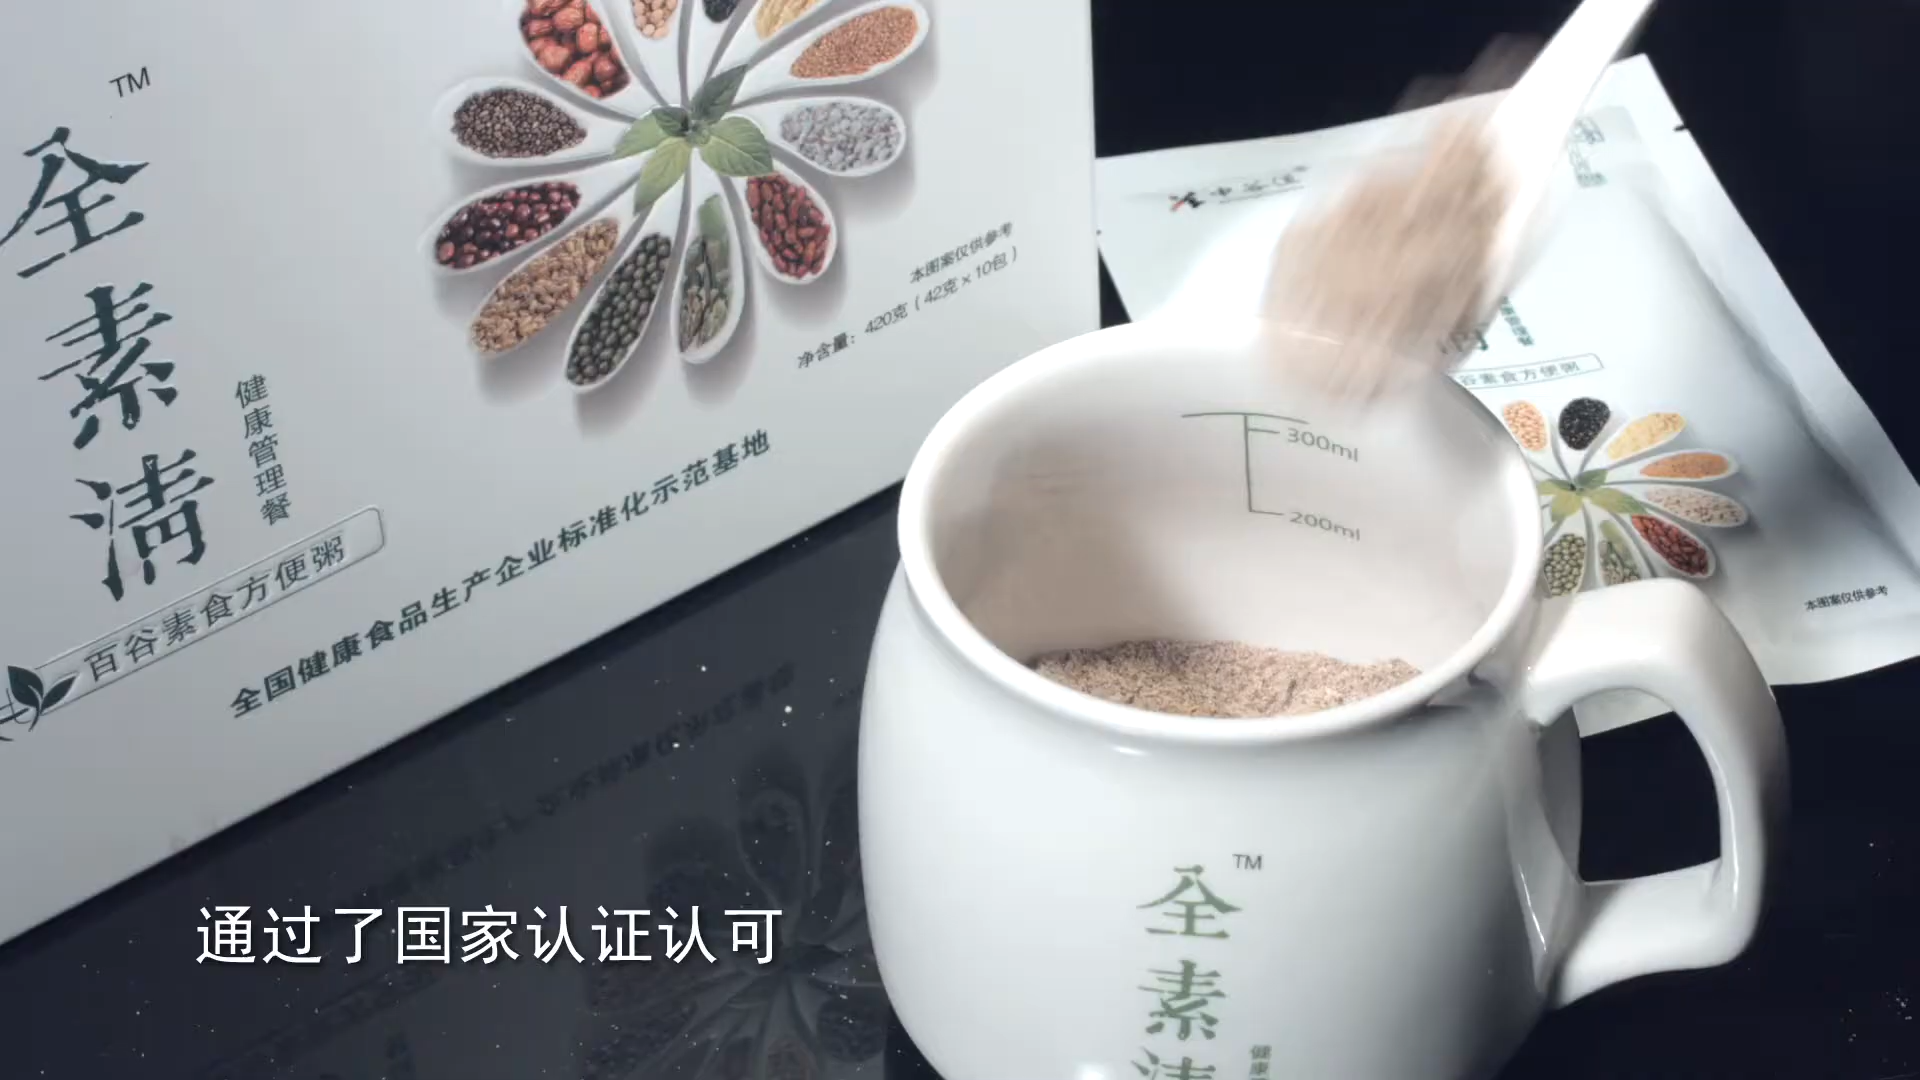 TM
全素清
健康管理餐
百谷素食方便粥
全国健康食品生产企业标准化示范基地
本图案仅供参考
净含量：420克（42克×10包）
谷素食方便粥
本图案仅供参考
300ml
200ml
TM
全素清
健康
通过了国家认证认可